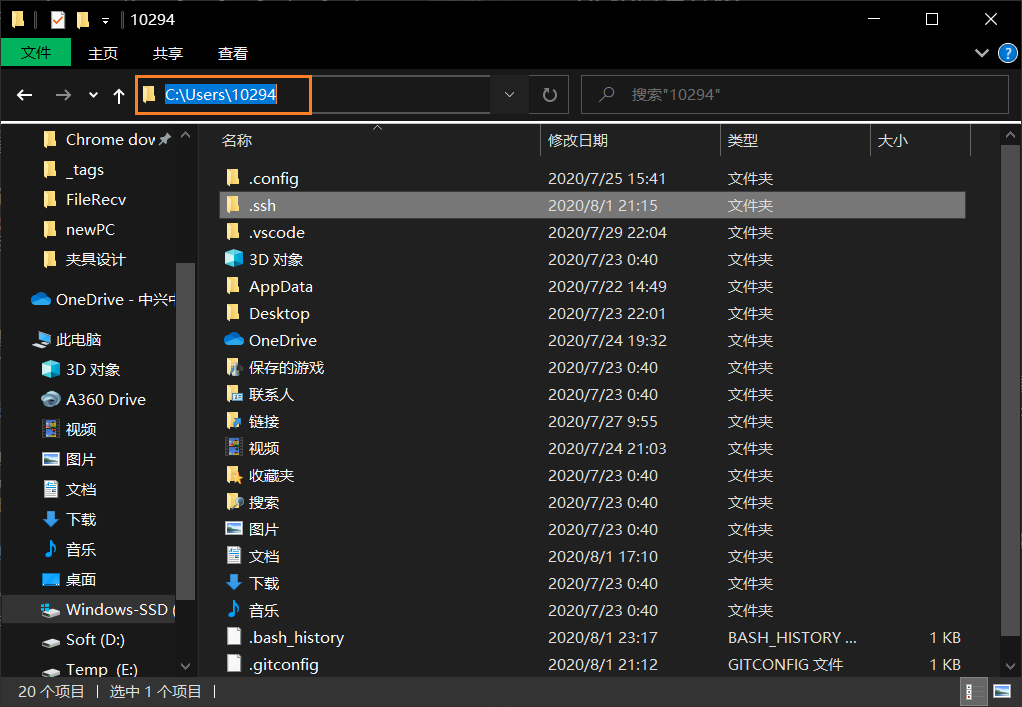 10294
文件 主页 共享 查看 ?
C:\Users\10294 搜索"10294"
名称 修改日期 类型 大小
Chrome dov
_tags
FileRecv
newPC
夹具设计
OneDrive - 中兴中
此电脑
3D 对象
A360 Drive
视频
图片
文档
下载
音乐
桌面
Windows-SSD (
Soft (D:)
Temp (E:)
.config 2020/7/25 15:41 文件夹
.ssh 2020/8/1 21:15 文件夹
.vscode 2020/7/29 22:04 文件夹
3D 对象 2020/7/23 0:40 文件夹
AppData 2020/7/22 14:49 文件夹
Desktop 2020/7/23 22:01 文件夹
OneDrive 2020/7/24 19:32 文件夹
保存的游戏 2020/7/23 0:40 文件夹
联系人 2020/7/23 0:40 文件夹
链接 2020/7/27 9:55 文件夹
视频 2020/7/24 21:03 文件夹
收藏夹 2020/7/23 0:40 文件夹
搜索 2020/7/23 0:40 文件夹
图片 2020/7/23 0:40 文件夹
文档 2020/8/1 17:10 文件夹
下载 2020/7/23 0:40 文件夹
音乐 2020/7/23 0:40 文件夹
.bash_history 2020/8/1 23:17 BASH_HISTORY ... 1 KB
.gitconfig 2020/8/1 21:12 GITCONFIG 文件 1 KB
20 个项目 选中 1 个项目